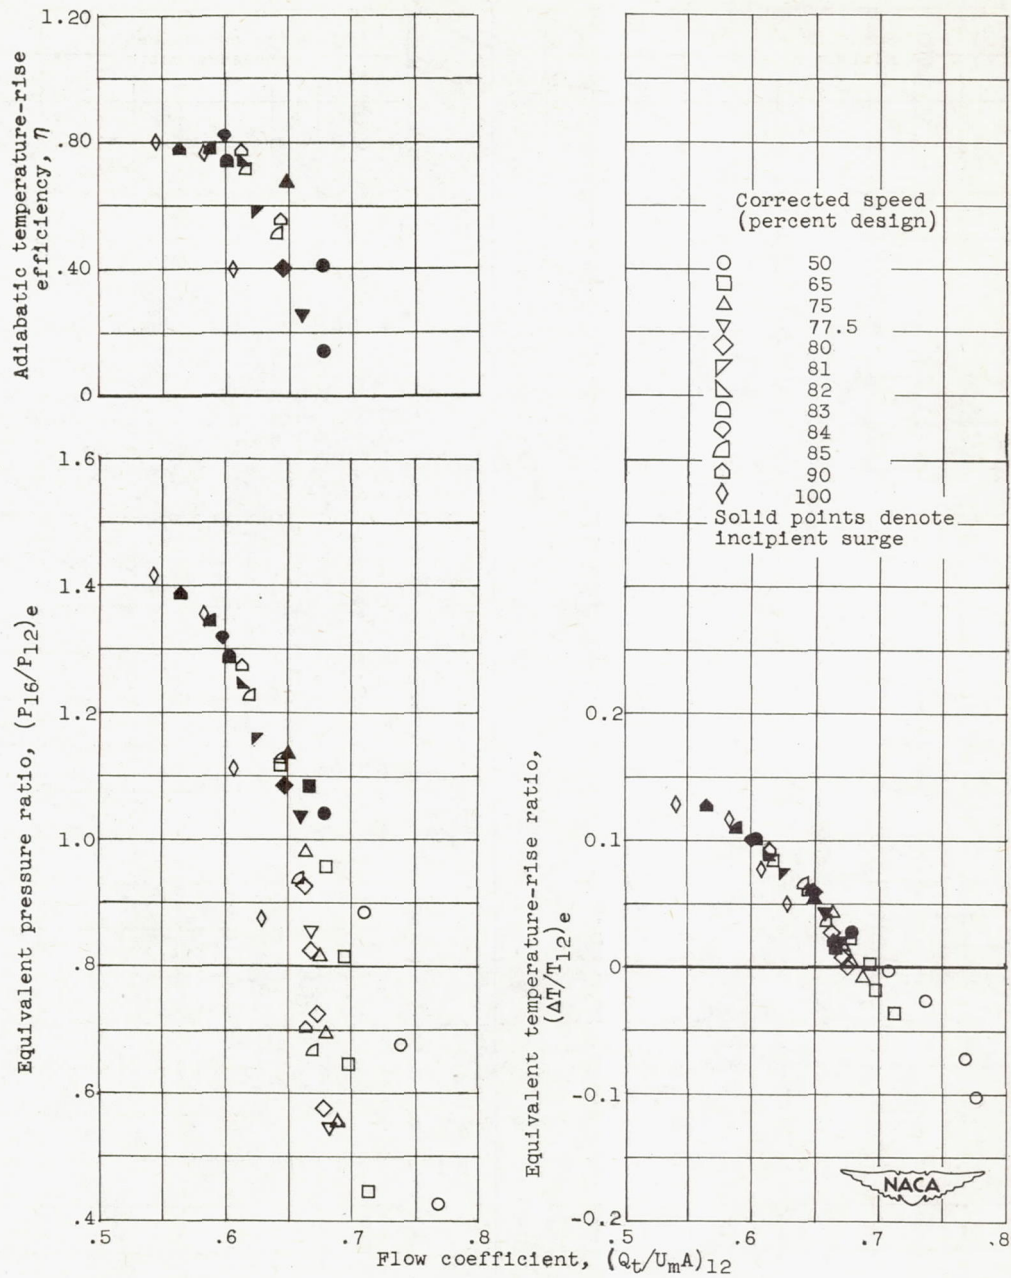 1.20
.80
.40
0
Adiabatic temperature-rise
efficiency, η
Corrected speed
(percent design)
50
65
75
77.5
80
81
82
83
84
85
90
100
Solid points denote
incipient surge
1.6
1.4
1.2
1.0
.8
.6
.4
Equivalent pressure ratio, (P16/P12)e
0.2
0.1
0
-0.1
-0.2
Equivalent temperature-rise ratio,
(ΔT/T12)e
NACA
.5 .6 .7 .8
.5 .6 .7 .8
Flow coefficient, (Qt/UmA)12